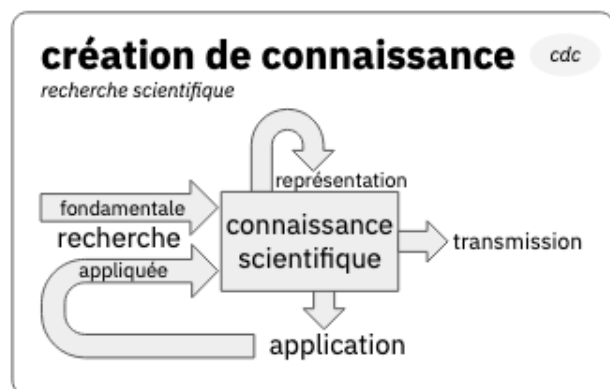 création de connaissance
cdc
recherche scientifique
représentation
fondamentale
recherche
appliquée
connaissance
scientifique
transmission
application